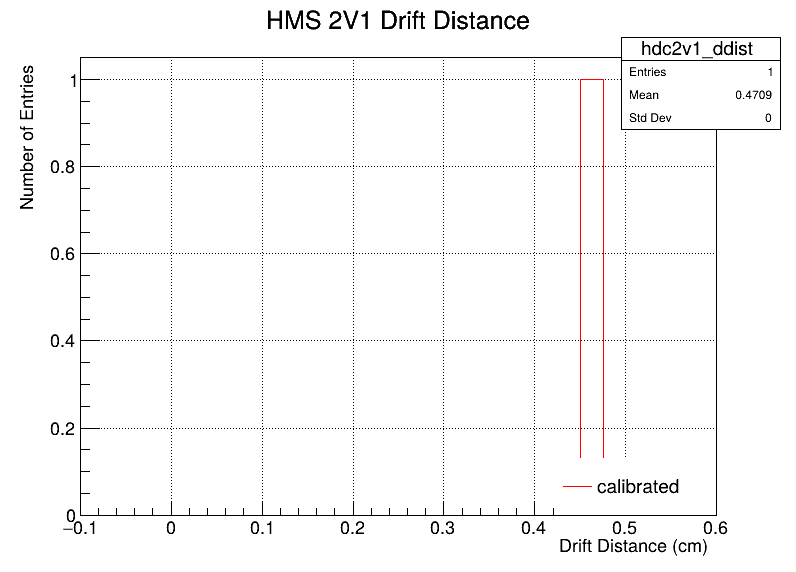 HMS 2V1 Drift Distance
hdc2v1_ddist
Entries 1
Mean 0.4709
Std Dev 0
Number of Entries
1
0.8
0.6
0.4
0.2
0
calibrated
−0.1 0 0.1 0.2 0.3 0.4 0.5 0.6
Drift Distance (cm)